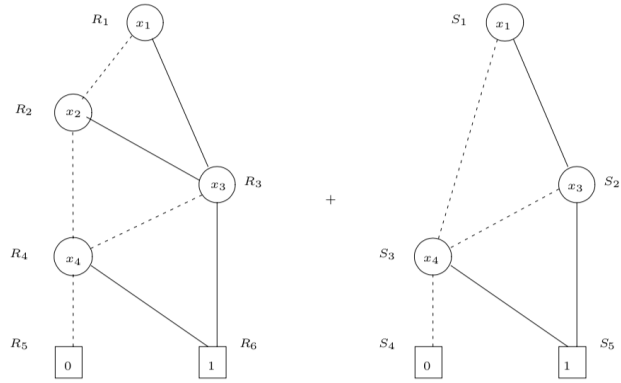 R1 x1 S1 x1
R2 x2
x3 R3 + x3 S2
R4 x4 S3 x4
R5 R6 S4 S5
0 1 0 1